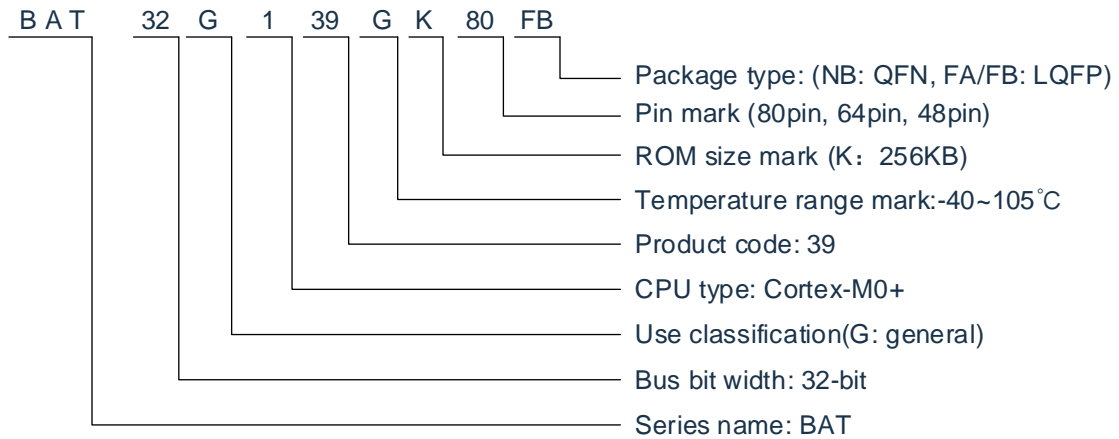 BAT 32 G 1 39 G K 80 FB
Package type: (NB: QFN, FA/FB: LQFP)
Pin mark (80pin, 64pin, 48pin)
ROM size mark (K：256KB)
Temperature range mark:-40~105℃
Product code: 39
CPU type: Cortex-M0+
Use classification(G: general)
Bus bit width: 32-bit
Series name: BAT